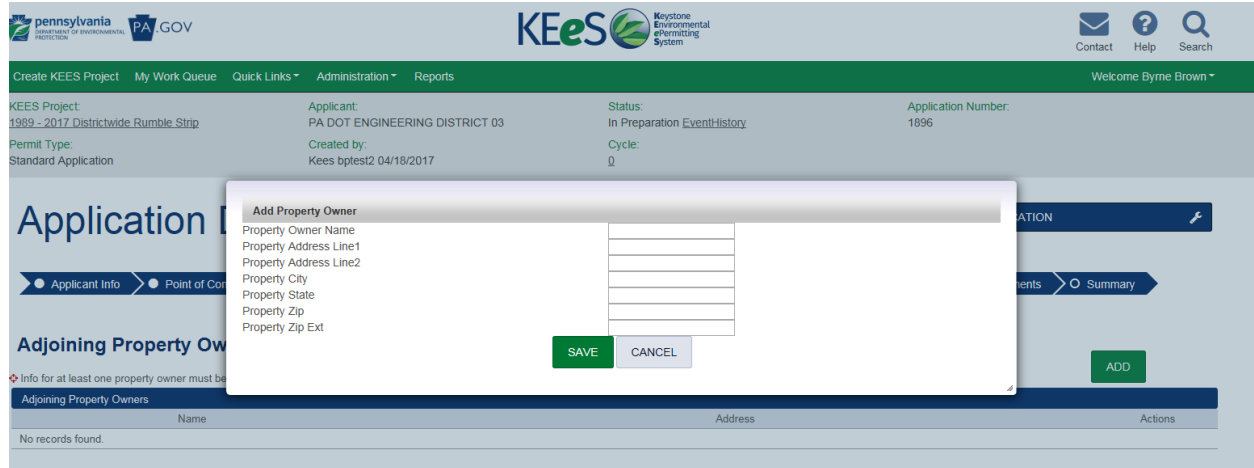 pennsylvania
DEPARTMENT OF ENVIRONMENTAL
PROTECTION
PA .GOV
KEeS Keystone
Environmental
ePermitting
System
Contact Help Search
Create KEES Project My Work Queue Quick Links Administration Reports Welcome Byrne Brown
KEES Project: Applicant: Status: Application Number:
1989 - 2017 Districtwide Rumble Strip PA DOT ENGINEERING DISTRICT 03 In Preparation EventHistory 1896
Permit Type: Created by: Cycle:
Standard Application Kees bptest2 04/18/2017 0
Application
Add Property Owner
Property Owner Name
Property Address Line1
Property Address Line2
Property City
Property State
Property Zip
Property Zip Ext
SAVE CANCEL
Applicant Info Point of Summary
Adjoining Property
ADD
Info for at least one property owner must be
Adjoining Property Owners
Name Address Actions
No records found.